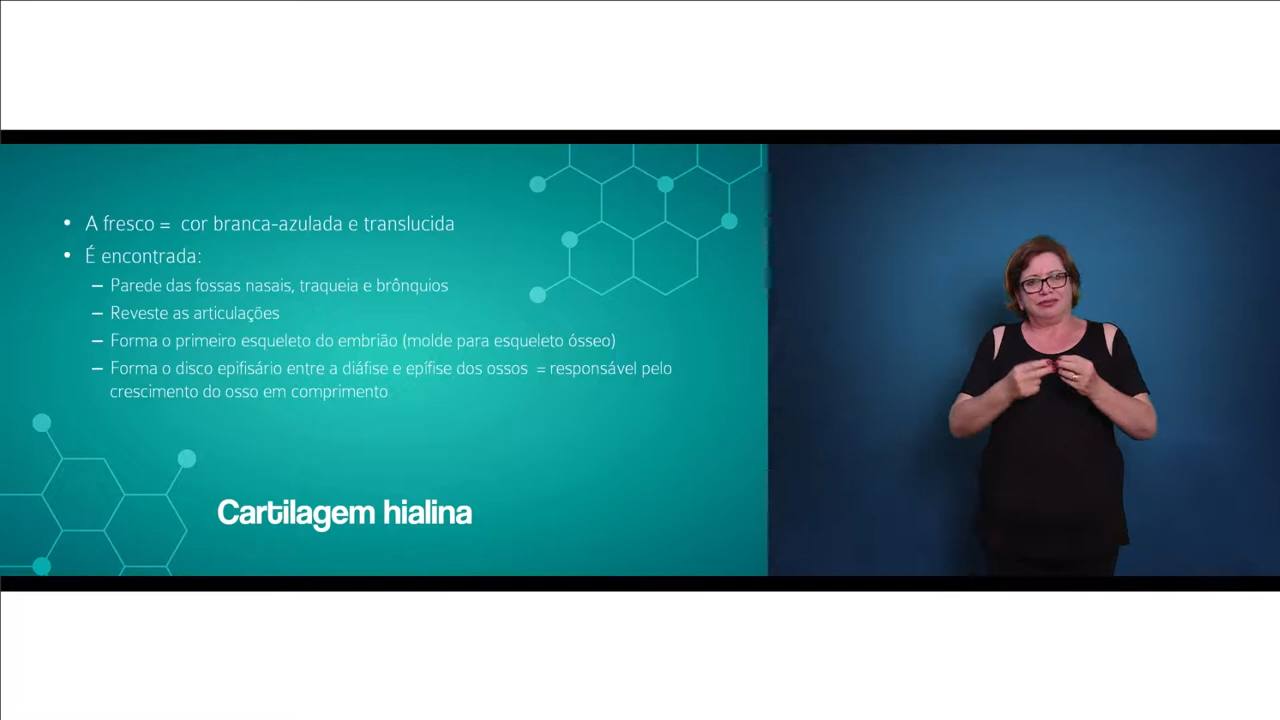 • A fresco = cor branca-azulada e translucida
• É encontrada:
– Parede das fossas nasais, traqueia e brônquios
– Reveste as articulações
– Forma o primeiro esqueleto do embrião (molde para esqueleto ósseo)
– Forma o disco epifisário entre a diáfise e epífise dos ossos = responsável pelo
crescimento do osso em comprimento
Cartilagem hialina